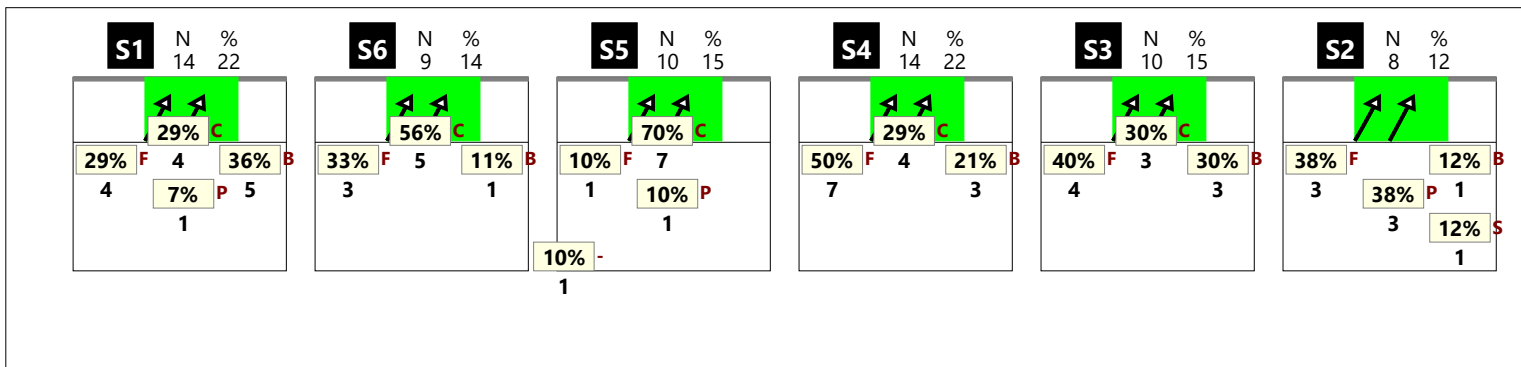 S1 N % S6 N % S5 N % S4 N % S3 N % S2 N %
14 22 9 14 10 15 14 22 10 15 8 12
29% C 56% C 70% C 29% C 30% C
29% F 4 36% B 33% F 5 11% B 10% F 7 50% F 4 21% B 40% F 3 30% B 38% F 12% B
4 7% P 5 3 1 1 10% P 7 3 4 3 3 38% P 1
1 1 3 12% S
10% - 1
1